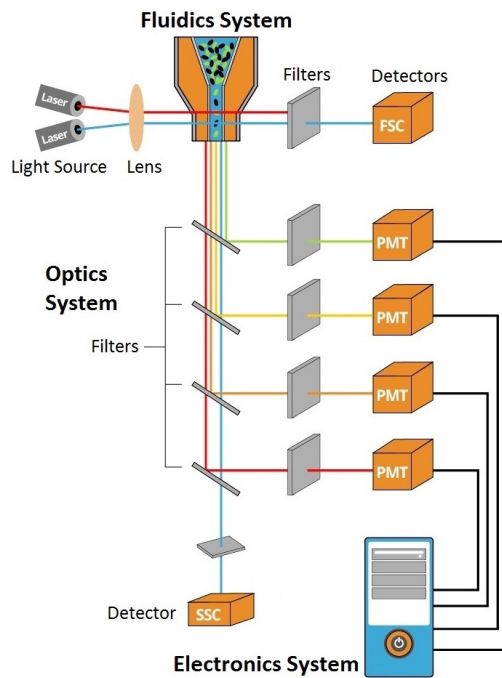 Fluidics System
Filters
Detectors
Laser
Laser
FSC
Light Source
Lens
PMT
Optics
System
PMT
Filters
PMT
PMT
Detector
SSC
Electronics System